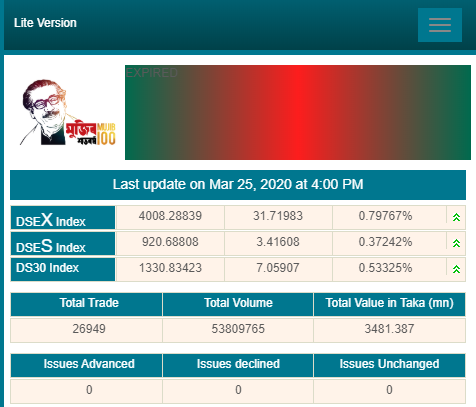 Lite Version
EXPIRED
মুজিব MUJIB
শতবর্ষ 100
Last update on Mar 25, 2020 at 4:00 PM
DSEX Index 4008.28839 31.71983 0.79767%
DSES Index 920.68808 3.41608 0.37242%
DS30 Index 1330.83423 7.05907 0.53325%
Total Trade Total Volume Total Value in Taka (mn)
26949 53809765 3481.387
Issues Advanced Issues declined Issues Unchanged
0 0 0